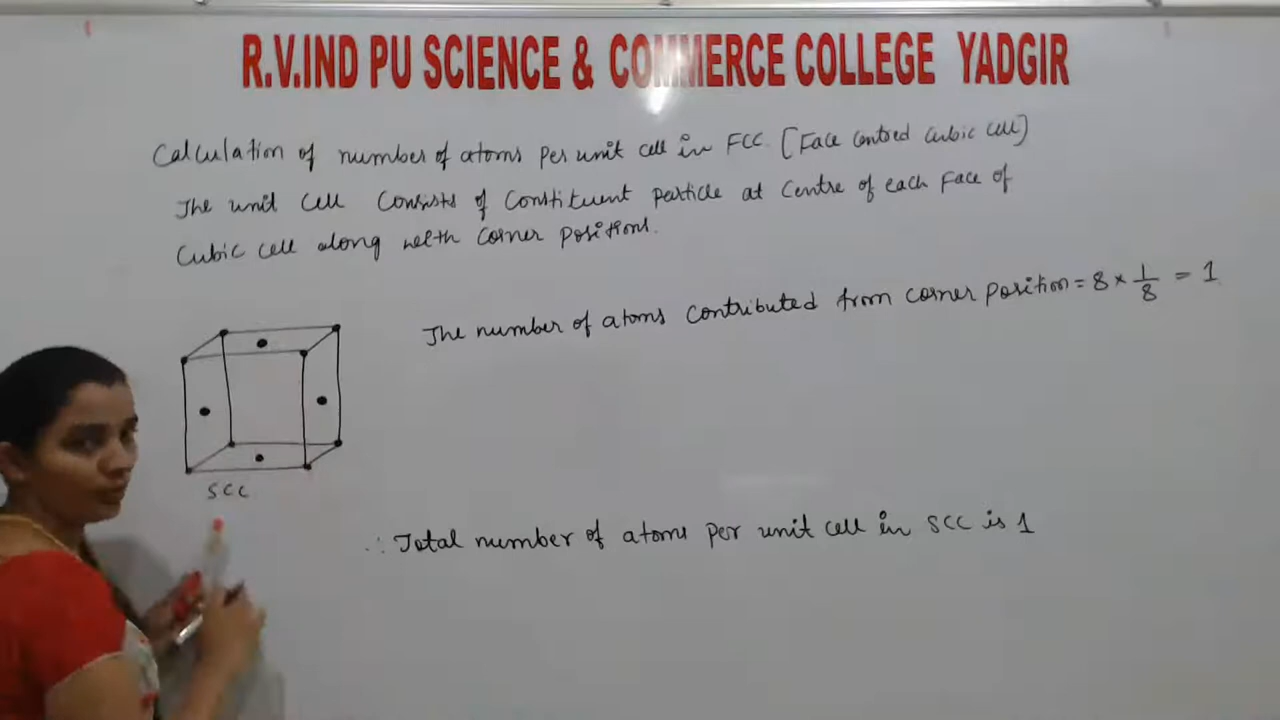 R.V.IND PU SCIENCE & COMMERCE COLLEGE YADGIR
Calculation of number of atoms Per unit cell in FCC [Face Centred Cubic Cell]
The unit cell Consists of Constituent particle at Centre of each Face of
Cubic cell along with corner positions.
The number of atoms contributed from corner position = 8 × 1/8 = 1
SCC
∴ Total number of atoms per unit cell in SCC is 1